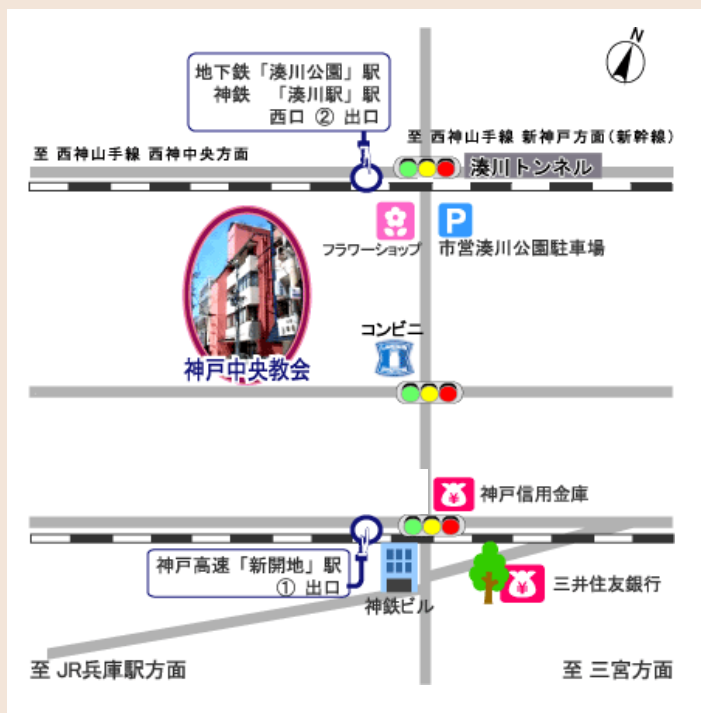 N
地下鉄「湊川公園」駅
神鉄 「湊川駅」駅
西口 ② 出口
至 西神山手線 新神戸方面(新幹線)
至 西神山手線 西神中央方面
湊川トンネル
P
フラワーショップ
市営湊川公園駐車場
コンビニ
神戸中央教会
¥
神戸信用金庫
神戸高速「新開地」駅
① 出口
¥
三井住友銀行
神鉄ビル
至 JR兵庫駅方面
至 三宮方面